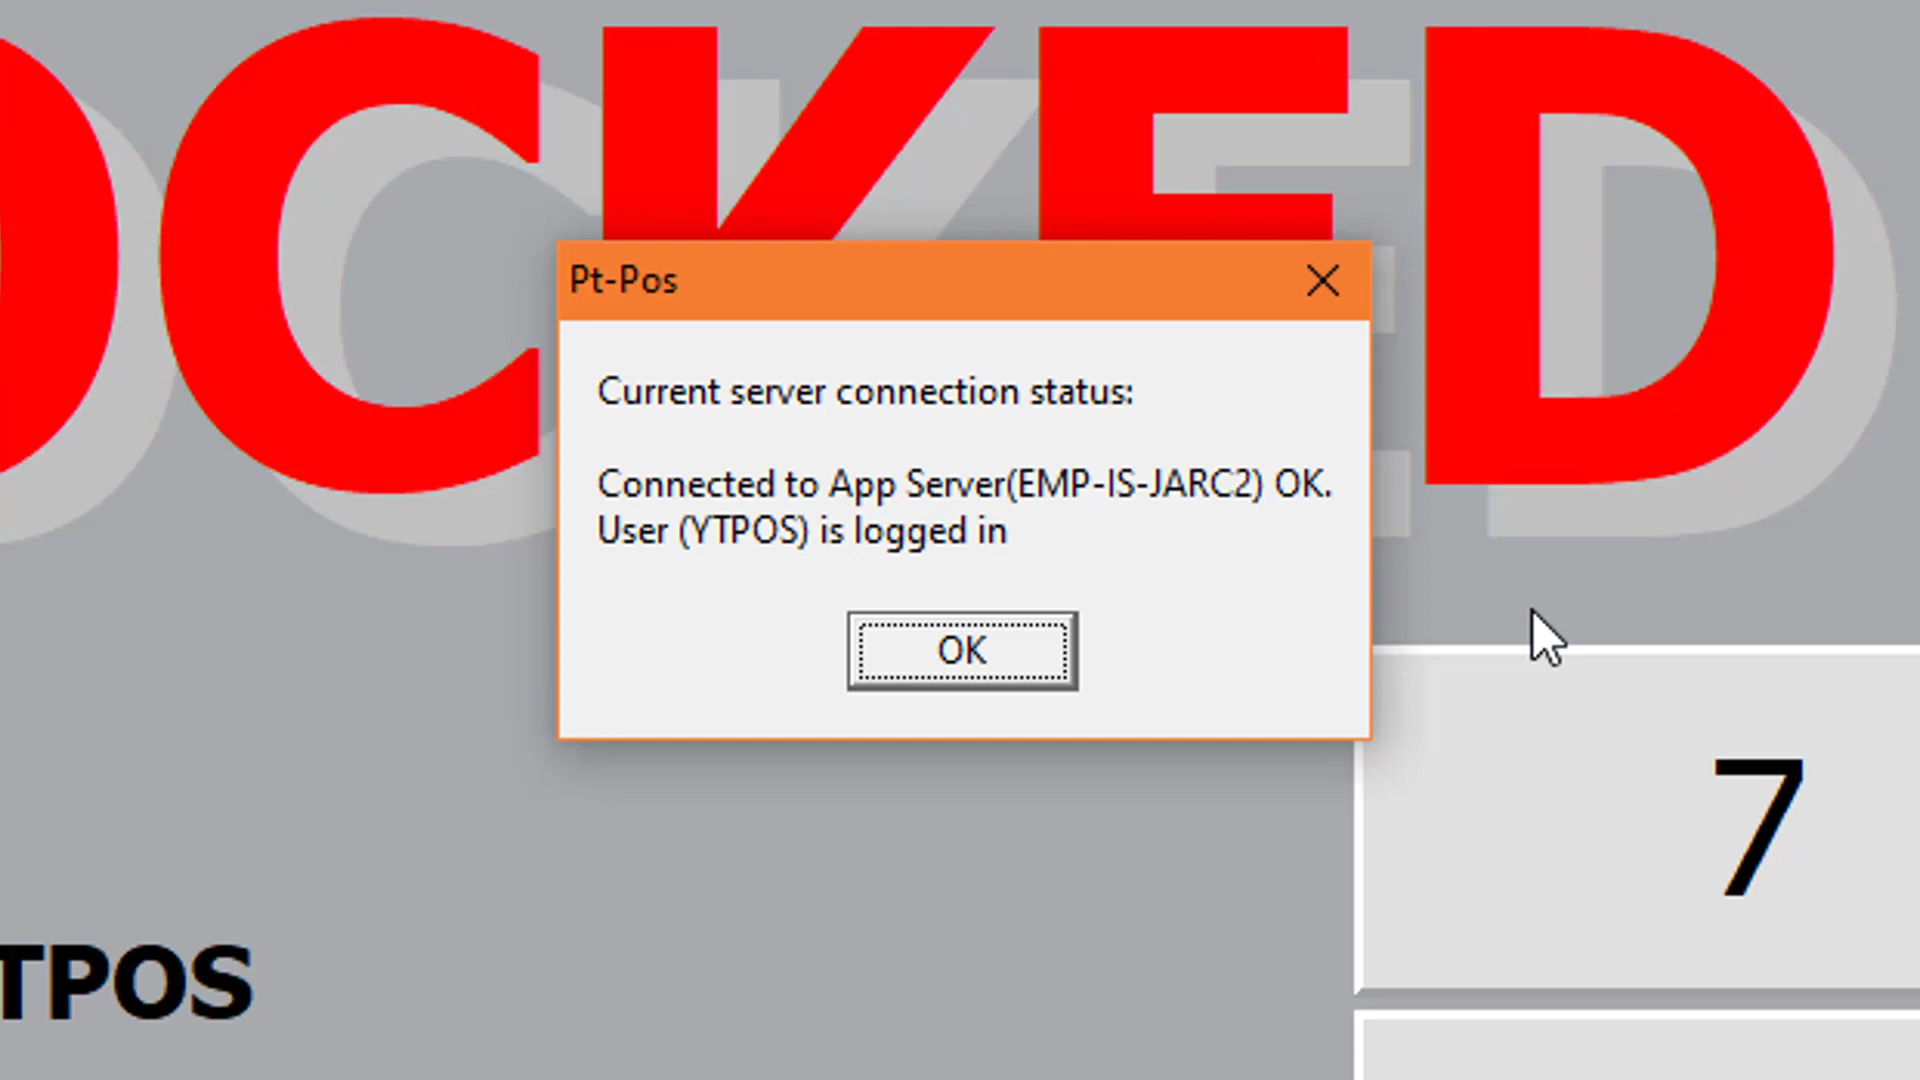 OCKED
Pt-Pos
Current server connection status:
Connected to App Server(EMP-IS-JARC2) OK.
User (YTPOS) is logged in
OK
7
TPOS